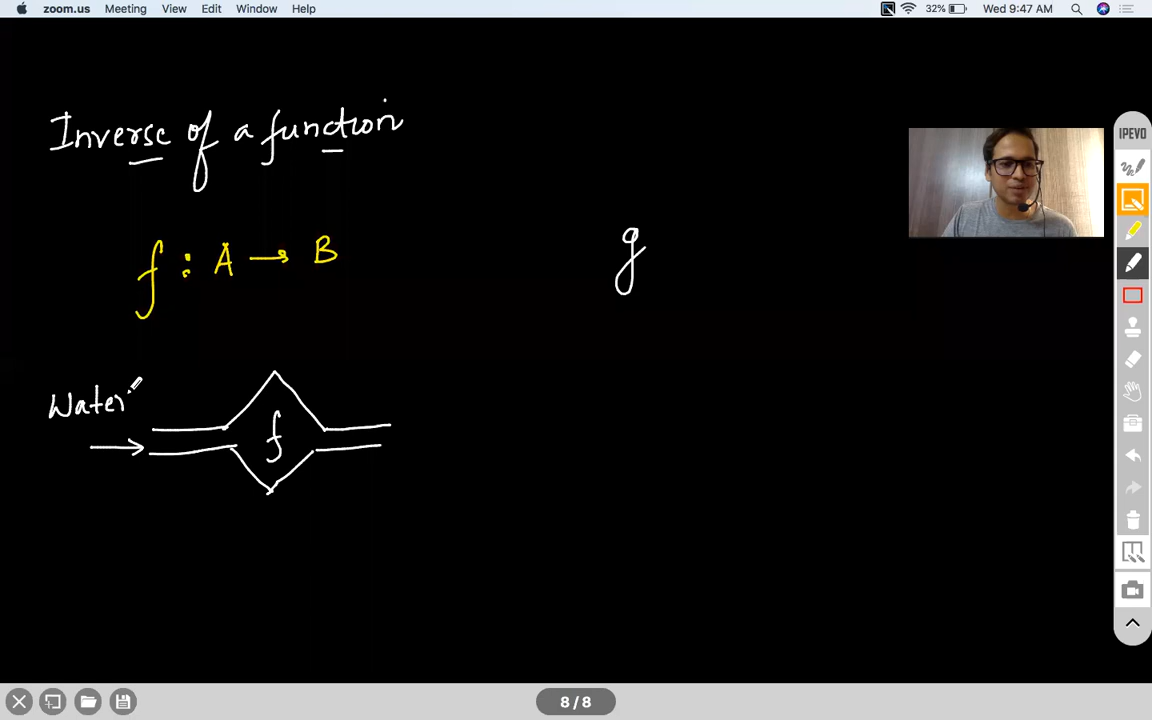 zoom.us Meeting View Edit Window Help 32% Wed 9:47 AM
Inverse of a function
IPEVO
f : A → B
g
Water
f
8 / 8